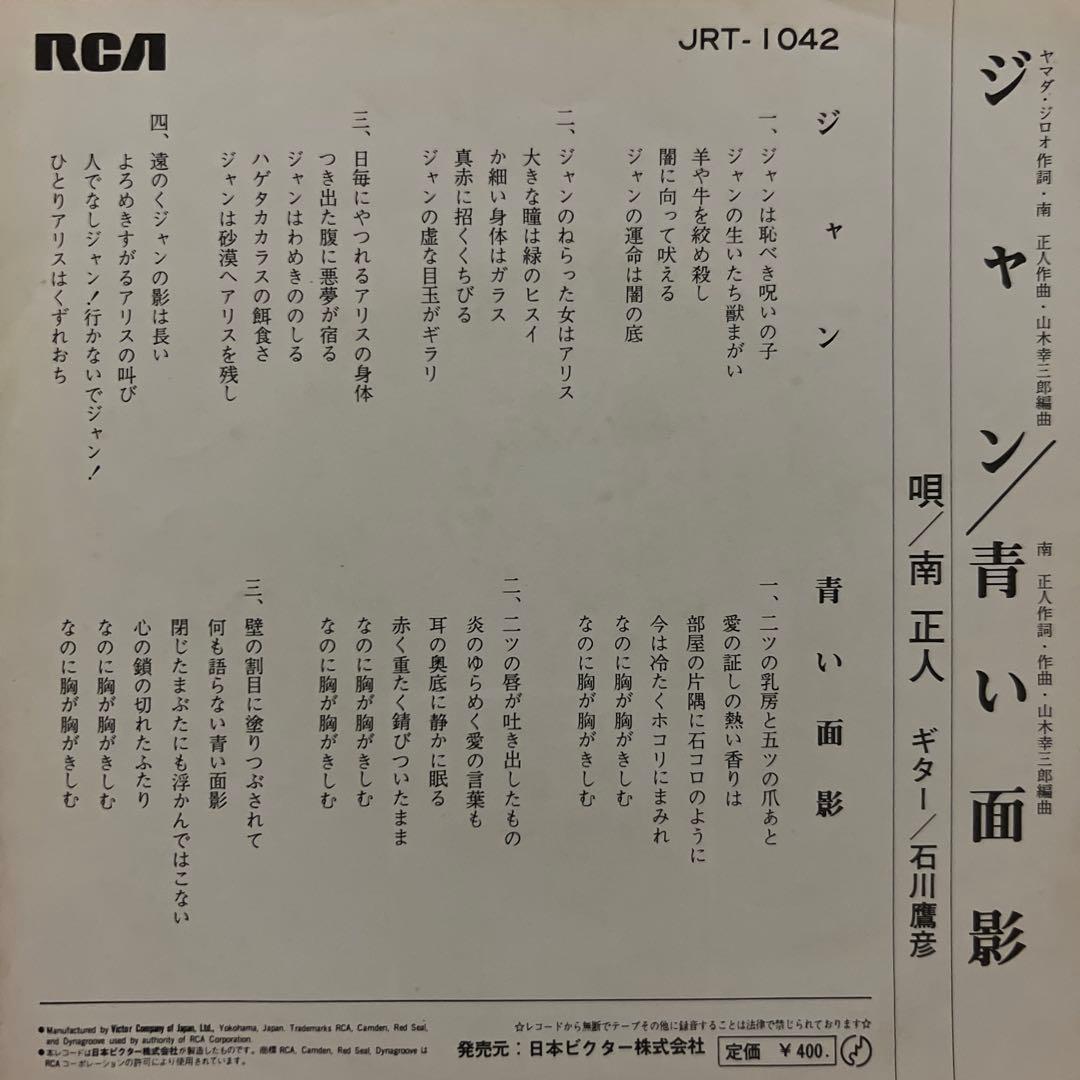 RCA
JRT-1042
ヤマダ・ジロオ作詞・南 正人作曲・山木幸三郎編曲
南 正人作詞・作曲・山木幸三郎編曲
ジャン/青い面影
唄/南 正人 ギター/石川鷹彦
ジャン
一、ジャンは恥べき呪いの子
ジャンの生いたち獣まがい
羊や牛を絞め殺し
闇に向って吠える
ジャンの運命は闇の底
二、ジャンのねらった女はアリス
大きな瞳は緑のヒスイ
か細い身体はガラス
真赤に招くくちびる
ジャンの虚な目玉がギラリ
三、日毎にやつれるアリスの身体
つき出た腹に悪夢が宿る
ジャンはわめきののしる
ハゲタカカラスの餌食さ
ジャンは砂漠へアリスを残し
四、遠のくジャンの影は長い
よろめきすがるアリスの叫び
人でなしジャン!行かないでジャン!
ひとりアリスはくずれおち
青い面影
一、二ツの乳房と五ツの爪あと
愛の証しの熱い香りは
部屋の片隅に石コロのように
今は冷たくホコリにまみれ
なのに胸が胸がきしむ
なのに胸が胸がきしむ
二、二ツの唇が吐き出したもの
炎のゆらめく愛の言葉も
耳の奥底に静かに眠る
赤く重たく錆びついたまま
なのに胸が胸がきしむ
なのに胸が胸がきしむ
三、壁の割目に塗りつぶされて
何も語らない青い面影
閉じたまぶたにも浮かんではこない
心の鎖の切れたふたり
なのに胸が胸がきしむ
なのに胸が胸がきしむ
●Manufactured by Victor Company of Japan, Ltd., Yokohama, Japan. Trademarks RCA, Camden, Red Seal,
and Dynagroove used by authority of RCA Corporation.
●本レコードは日本ビクター株式会社が製造したものです。商標 RCA, Camden, Red Seal, Dynagroove は
RCAコーポレーションの許可により使用されています。
☆レコードから無断でテープその他に録音することは法律で禁じられております☆
発売元:日本ビクター株式会社
定価 ¥400.